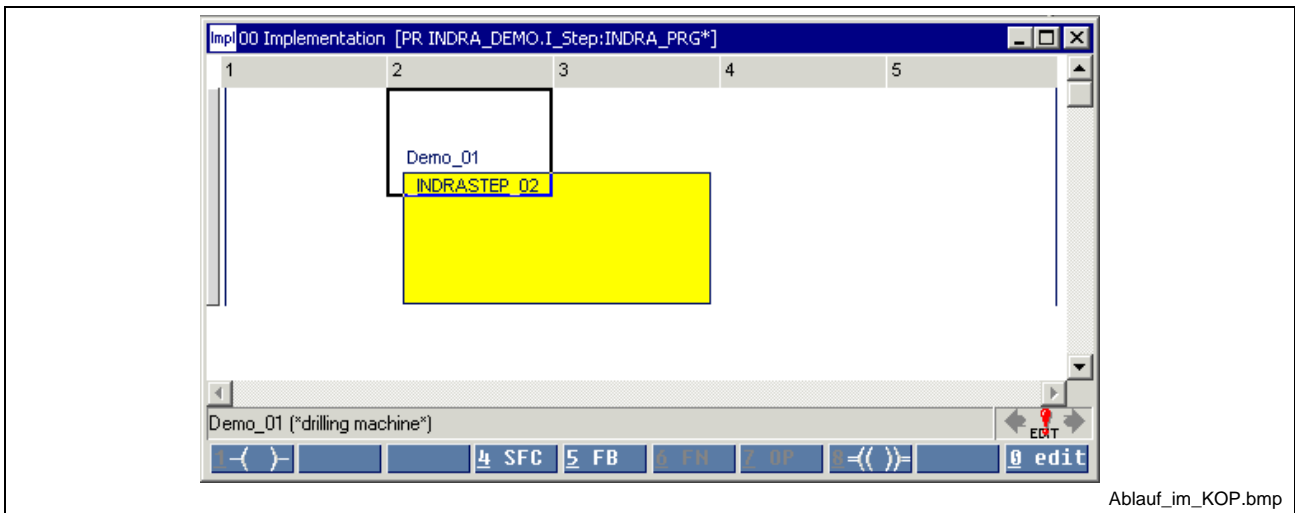 Impl 00 Implementation [PR INDRA_DEMO.I_Step:INDRA_PRG*]
1 2 3 4 5
Demo_01
INDRASTEP_02
Demo_01 (*drilling machine*)
EDIT
1-( )- 4 SFC 5 FB 6 FN 7 OP 8=(( ))= 0 edit
Ablauf_im_KOP.bmp